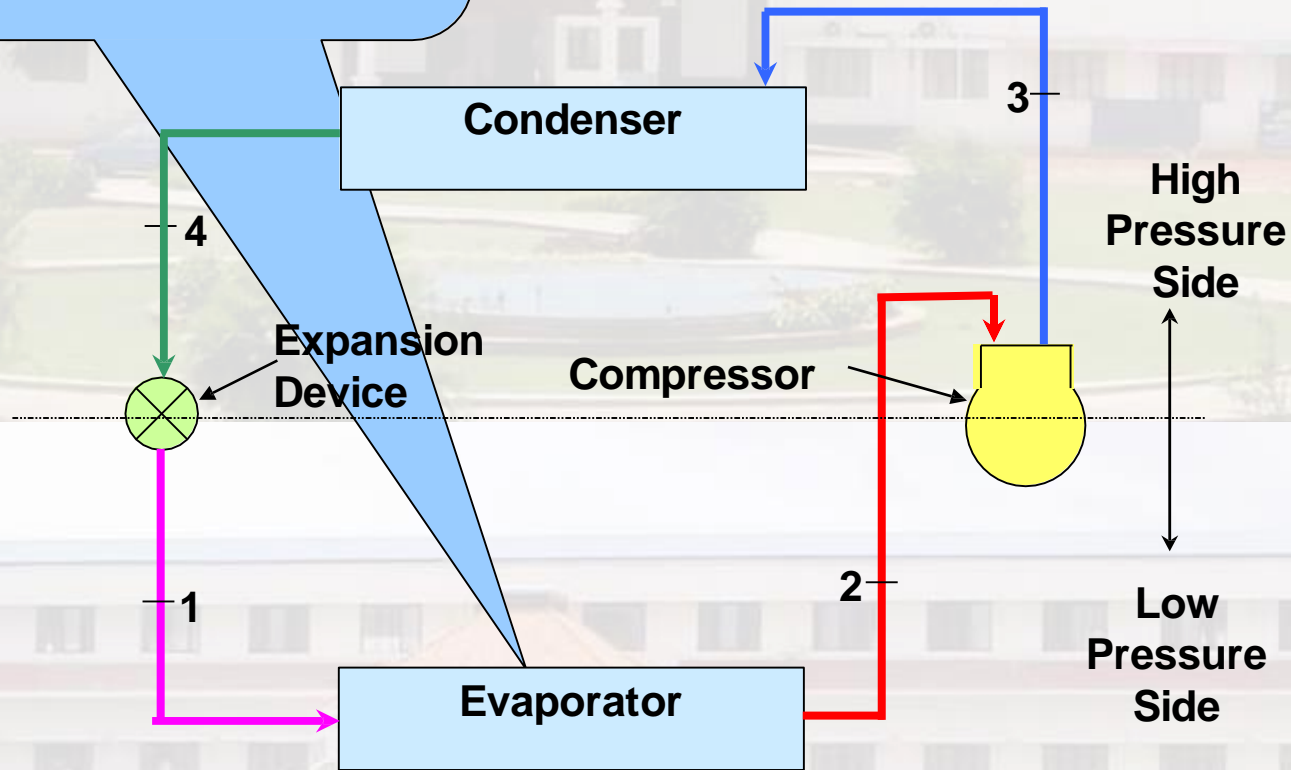 Condenser
3
High
Pressure
Side
4
Expansion
Device
Compressor
1
2
Low
Pressure
Side
Evaporator